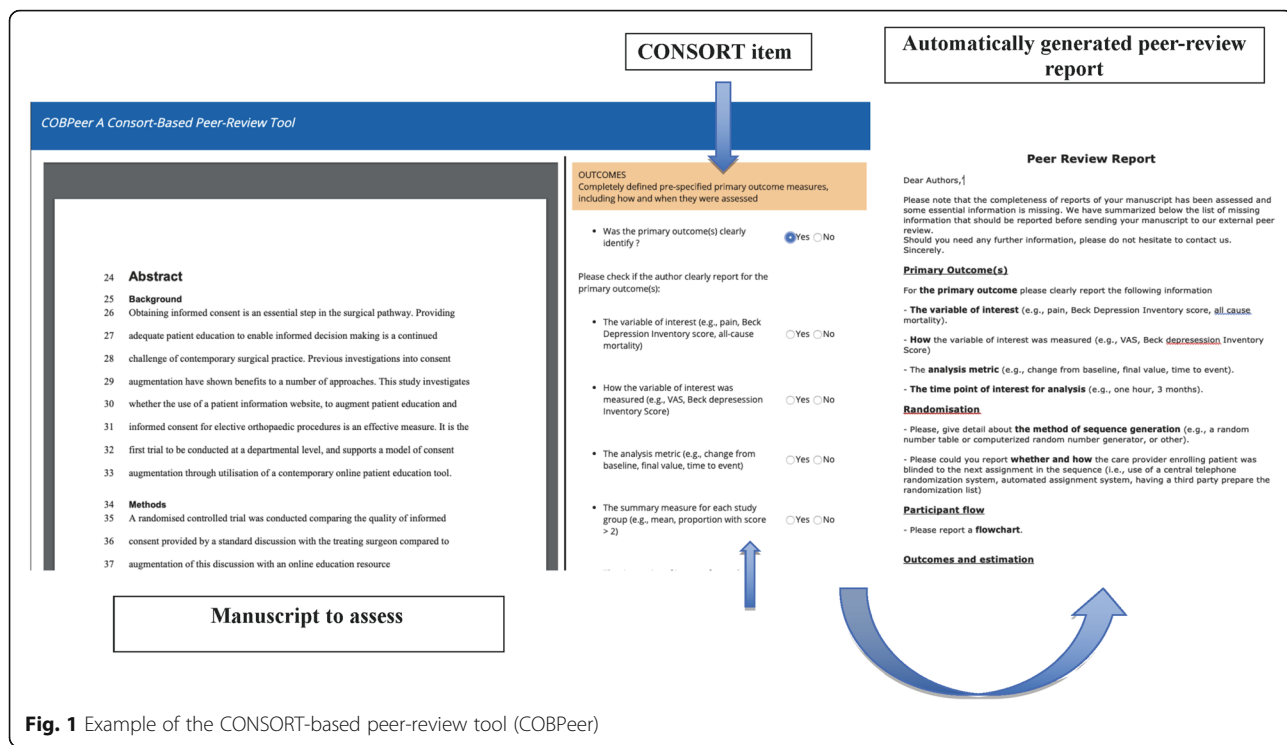 CONSORT item
Automatically generated peer-review
report
COBPeer A Consort-Based Peer-Review Tool
24 Abstract
25 Background
26 Obtaining informed consent is an essential step in the surgical pathway. Providing
27 adequate patient education to enable informed decision making is a continued
28 challenge of contemporary surgical practice. Previous investigations into consent
29 augmentation have shown benefits to a number of approaches. This study investigates
30 whether the use of a patient information website, to augment patient education and
31 informed consent for elective orthopaedic procedures is an effective measure. It is the
32 first trial to be conducted at a departmental level, and supports a model of consent
33 augmentation through utilisation of a contemporary online patient education tool.
34 Methods
35 A randomised controlled trial was conducted comparing the quality of informed
36 consent provided by a standard discussion with the treating surgeon compared to
37 augmentation of this discussion with an online education resource
Manuscript to assess
OUTCOMES
Completely defined pre-specified primary outcome measures,
including how and when they were assessed
• Was the primary outcome(s) clearly
identify ?
Yes No
Please check if the author clearly report for the
primary outcome(s):
• The variable of interest (e.g., pain, Beck
Depression Inventory score, all-cause
mortality)
Yes No
• How the variable of interest was
measured (e.g., VAS, Beck depresession
Inventory Score)
Yes No
• The analysis metric (e.g., change from
baseline, final value, time to event)
Yes No
• The summary measure for each study
group (e.g., mean, proportion with score
> 2)
Yes No
Peer Review Report
Dear Authors,
Please note that the completeness of reports of your manuscript has been assessed and
some essential information is missing. We have summarized below the list of missing
information that should be reported before sending your manuscript to our external peer
review.
Should you need any further information, please do not hesitate to contact us.
Sincerely.
Primary Outcome(s)
For the primary outcome please clearly report the following information
- The variable of interest (e.g., pain, Beck Depression Inventory score, all cause
mortality).
- How the variable of interest was measured (e.g., VAS, Beck depresession Inventory
Score)
- The analysis metric (e.g., change from baseline, final value, time to event).
- The time point of interest for analysis (e.g., one hour, 3 months).
Randomisation
- Please, give detail about the method of sequence generation (e.g., a random
number table or computerized random number generator, or other).
- Please could you report whether and how the care provider enrolling patient was
blinded to the next assignment in the sequence (i.e., use of a central telephone
randomization system, automated assignment system, having a third party prepare the
randomization list)
Participant flow
- Please report a flowchart.
Outcomes and estimation
Fig. 1 Example of the CONSORT-based peer-review tool (COBPeer)